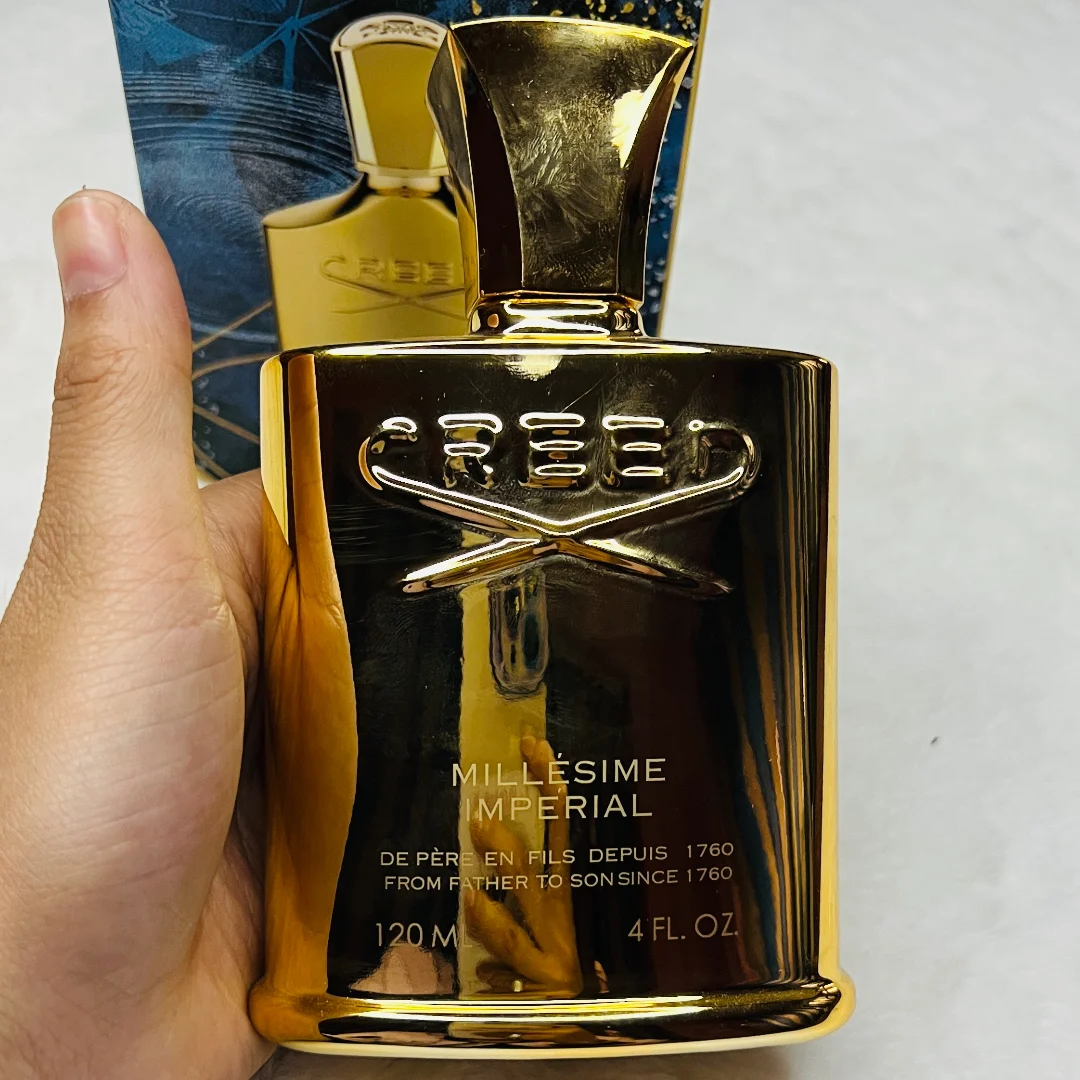 CREE
CREED
MILLÉSIME
IMPERIAL
DE PÈRE EN FILS DEPUIS 1760
FROM FATHER TO SON SINCE 1760
120 ML 4 FL. OZ.